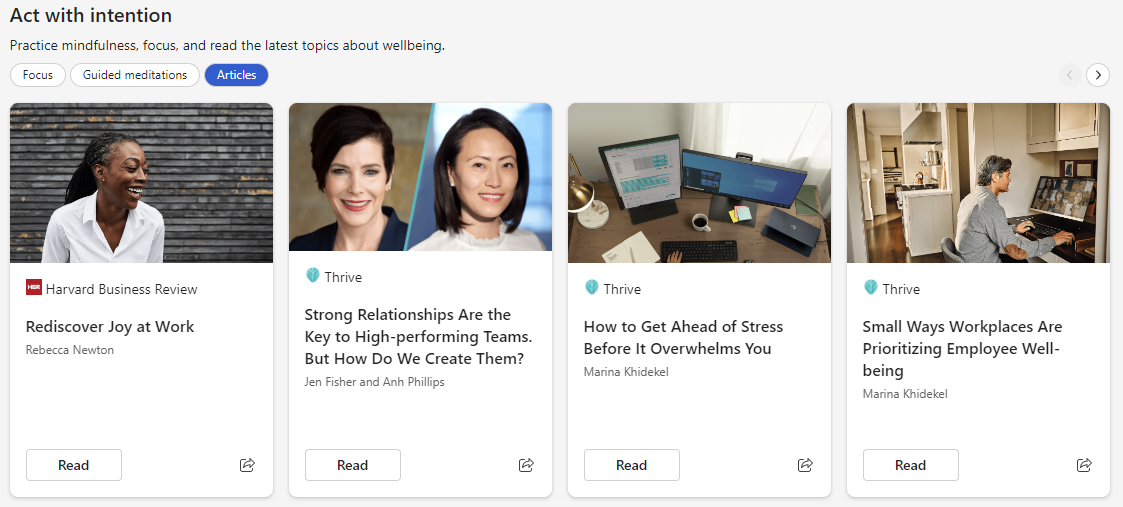 Act with intention
Practice mindfulness, focus, and read the latest topics about wellbeing.
Focus
Guided meditations
Articles
HBR
Harvard Business Review
Rediscover Joy at Work
Rebecca Newton
Read
Thrive
Strong Relationships Are the
Key to High-performing Teams.
But How Do We Create Them?
Jen Fisher and Anh Phillips
Read
Thrive
How to Get Ahead of Stress
Before It Overwhelms You
Marina Khidekel
Read
Thrive
Small Ways Workplaces Are
Prioritizing Employee Well-
being
Marina Khidekel
Read